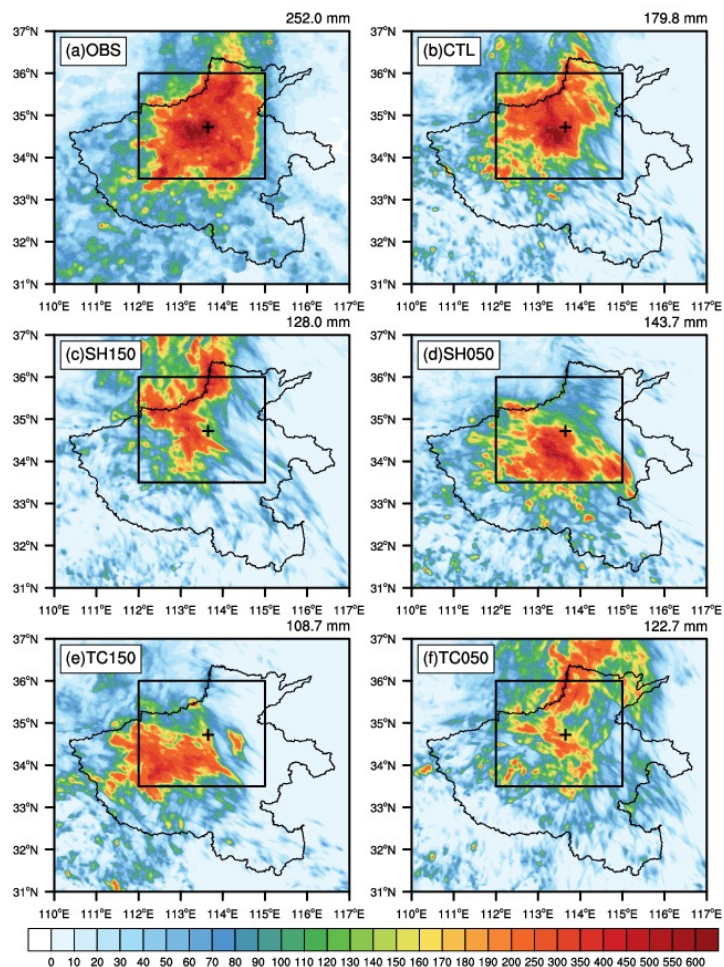 252.0 mm
179.8 mm
37°N
(a)OBS
36°N
35°N
34°N
33°N
32°N
31°N
110°E 111°E 112°E 113°E 114°E 115°E 116°E 117°E
37°N
(b)CTL
36°N
35°N
34°N
33°N
32°N
31°N
110°E 111°E 112°E 113°E 114°E 115°E 116°E 117°E
128.0 mm
143.7 mm
37°N
(c)SH150
36°N
35°N
34°N
33°N
32°N
31°N
110°E 111°E 112°E 113°E 114°E 115°E 116°E 117°E
37°N
(d)SH050
36°N
35°N
34°N
33°N
32°N
31°N
110°E 111°E 112°E 113°E 114°E 115°E 116°E 117°E
108.7 mm
122.7 mm
37°N
(e)TC150
36°N
35°N
34°N
33°N
32°N
31°N
110°E 111°E 112°E 113°E 114°E 115°E 116°E 117°E
37°N
(f)TC050
36°N
35°N
34°N
33°N
32°N
31°N
110°E 111°E 112°E 113°E 114°E 115°E 116°E 117°E
0 10 20 30 40 60 70 80 90 100 110 120 140 150 160 170 190 200 250 300 350 400 450 500 550 600